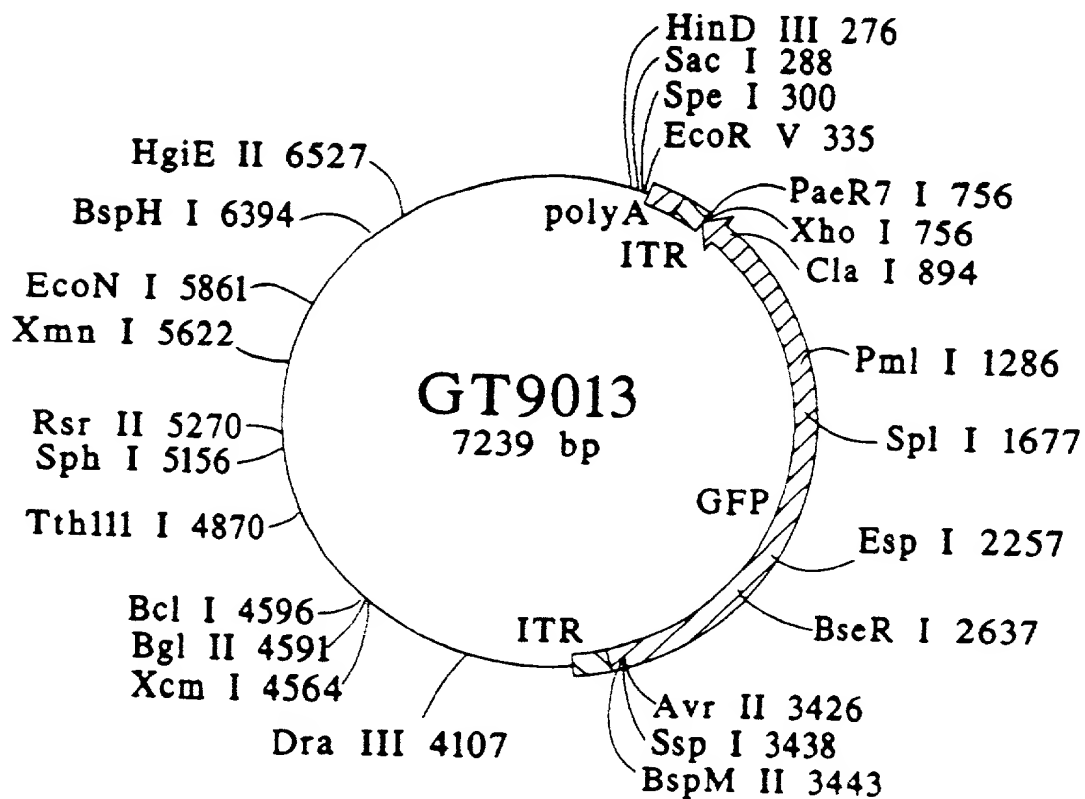 HinD III 276
Sac I 288
Spe I 300
EcoR V 335
PaeR7 I 756
Xho I 756
Cla I 894
Pml I 1286
Spl I 1677
Esp I 2257
BseR I 2637
Avr II 3426
Ssp I 3438
BspM II 3443
Dra III 4107
Xcm I 4564
Bgl II 4591
Bcl I 4596
Tth111 I 4870
Sph I 5156
Rsr II 5270
Xmn I 5622
EcoN I 5861
BspH I 6394
HgiE II 6527
polyA
ITR
GT9013
7239 bp
GFP
ITR